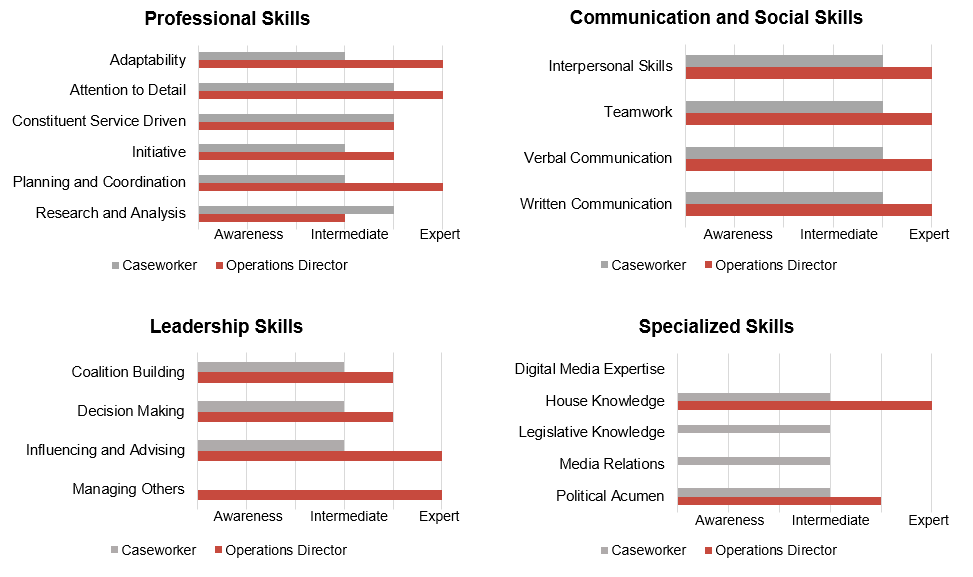 Professional Skills
Adaptability
Attention to Detail
Constituent Service Driven
Initiative
Planning and Coordination
Research and Analysis
Awareness Intermediate Expert
Caseworker Operations Director
Communication and Social Skills
Interpersonal Skills
Teamwork
Verbal Communication
Written Communication
Awareness Intermediate Expert
Caseworker Operations Director
Leadership Skills
Coalition Building
Decision Making
Influencing and Advising
Managing Others
Awareness Intermediate Expert
Caseworker Operations Director
Specialized Skills
Digital Media Expertise
House Knowledge
Legislative Knowledge
Media Relations
Political Acumen
Awareness Intermediate Expert
Caseworker Operations Director